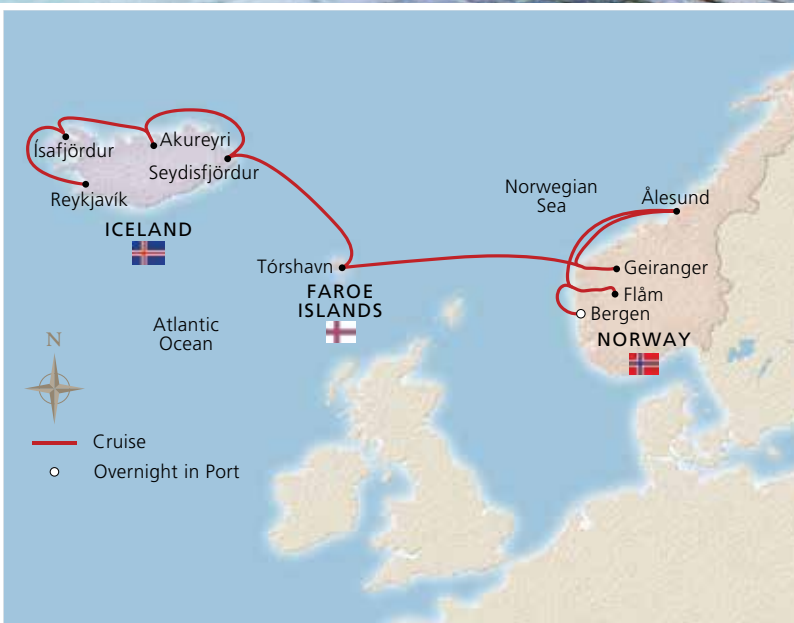 Ísafjördur
Akureyri
Seydisfjördur
Reykjavík
ICELAND
Norwegian
Sea
Ålesund
Tórshavn
FAROE
ISLANDS
Geiranger
Flåm
Bergen
NORWAY
Atlantic
Ocean
N
Cruise
Overnight in Port